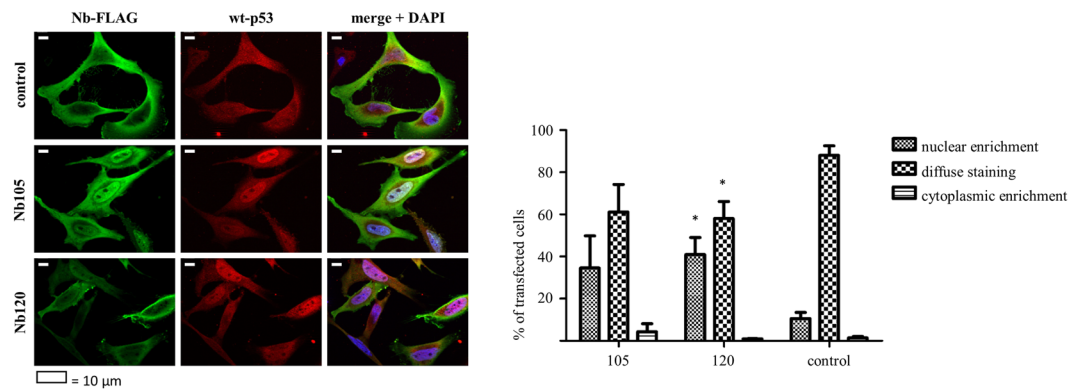 Nb-FLAG wt-p53 merge + DAPI
control
Nb105
Nb120
= 10 μm
% of transfected cells
100
80
60
40
20
*
*
105 120 control
nuclear enrichment
diffuse staining
cytoplasmic enrichment